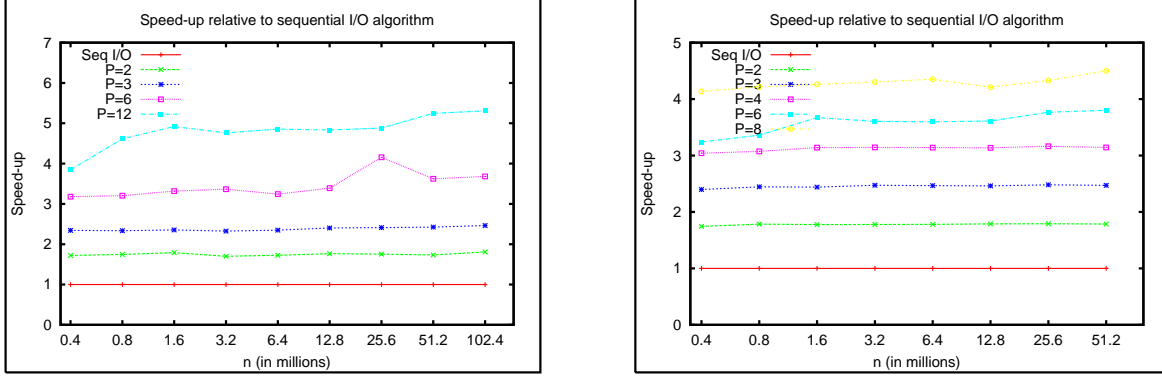 Speed-up relative to sequential I/O algorithm
7
6
5
4
3
2
1
0
Speed-up
Seq I/O
P=2
P=3
P=6
P=12
0.4 0.8 1.6 3.2 6.4 12.8 25.6 51.2 102.4
n (in millions)
Speed-up relative to sequential I/O algorithm
5
4
3
2
1
0
Speed-up
Seq I/O
P=2
P=3
P=4
P=6
P=8
0.4 0.8 1.6 3.2 6.4 12.8 25.6 51.2
n (in millions)